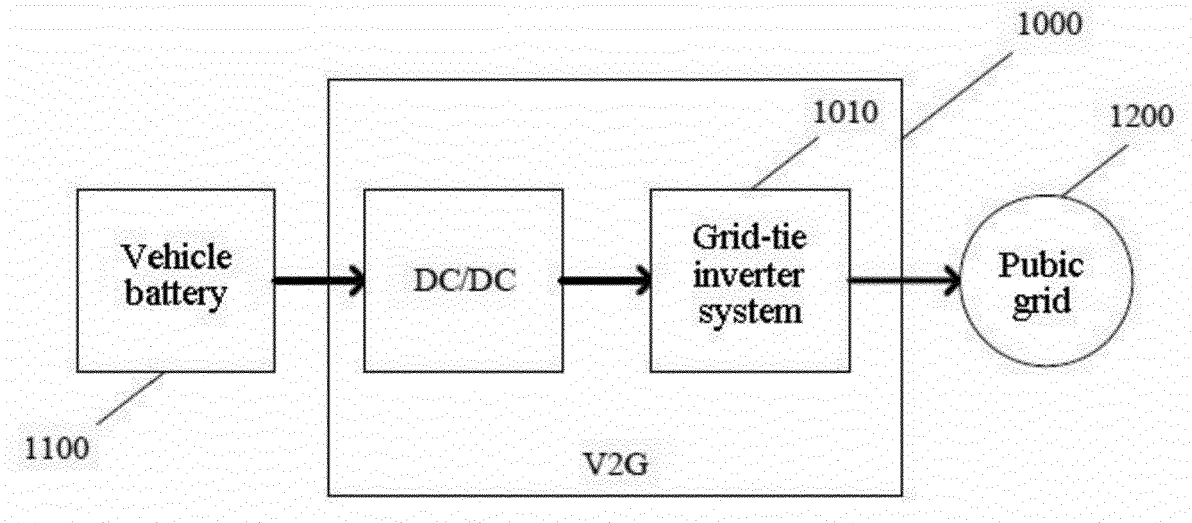 1000
1010
1200
Vehicle
battery
DC/DC
Grid-tie
inverter
system
Pubic
grid
1100
V2G